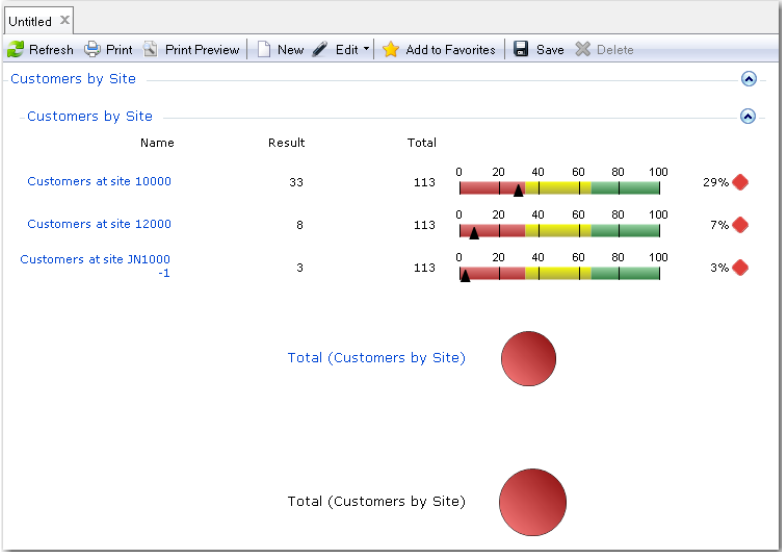 Untitled
Refresh Print Print Preview New Edit Add to Favorites Save Delete
Customers by Site
Customers by Site
Name Result Total
0 20 40 60 80 100
Customers at site 10000 33 113 29%
0 20 40 60 80 100
Customers at site 12000 8 113 7%
0 20 40 60 80 100
Customers at site JN1000
-1 3 113 3%
Total (Customers by Site)
Total (Customers by Site)